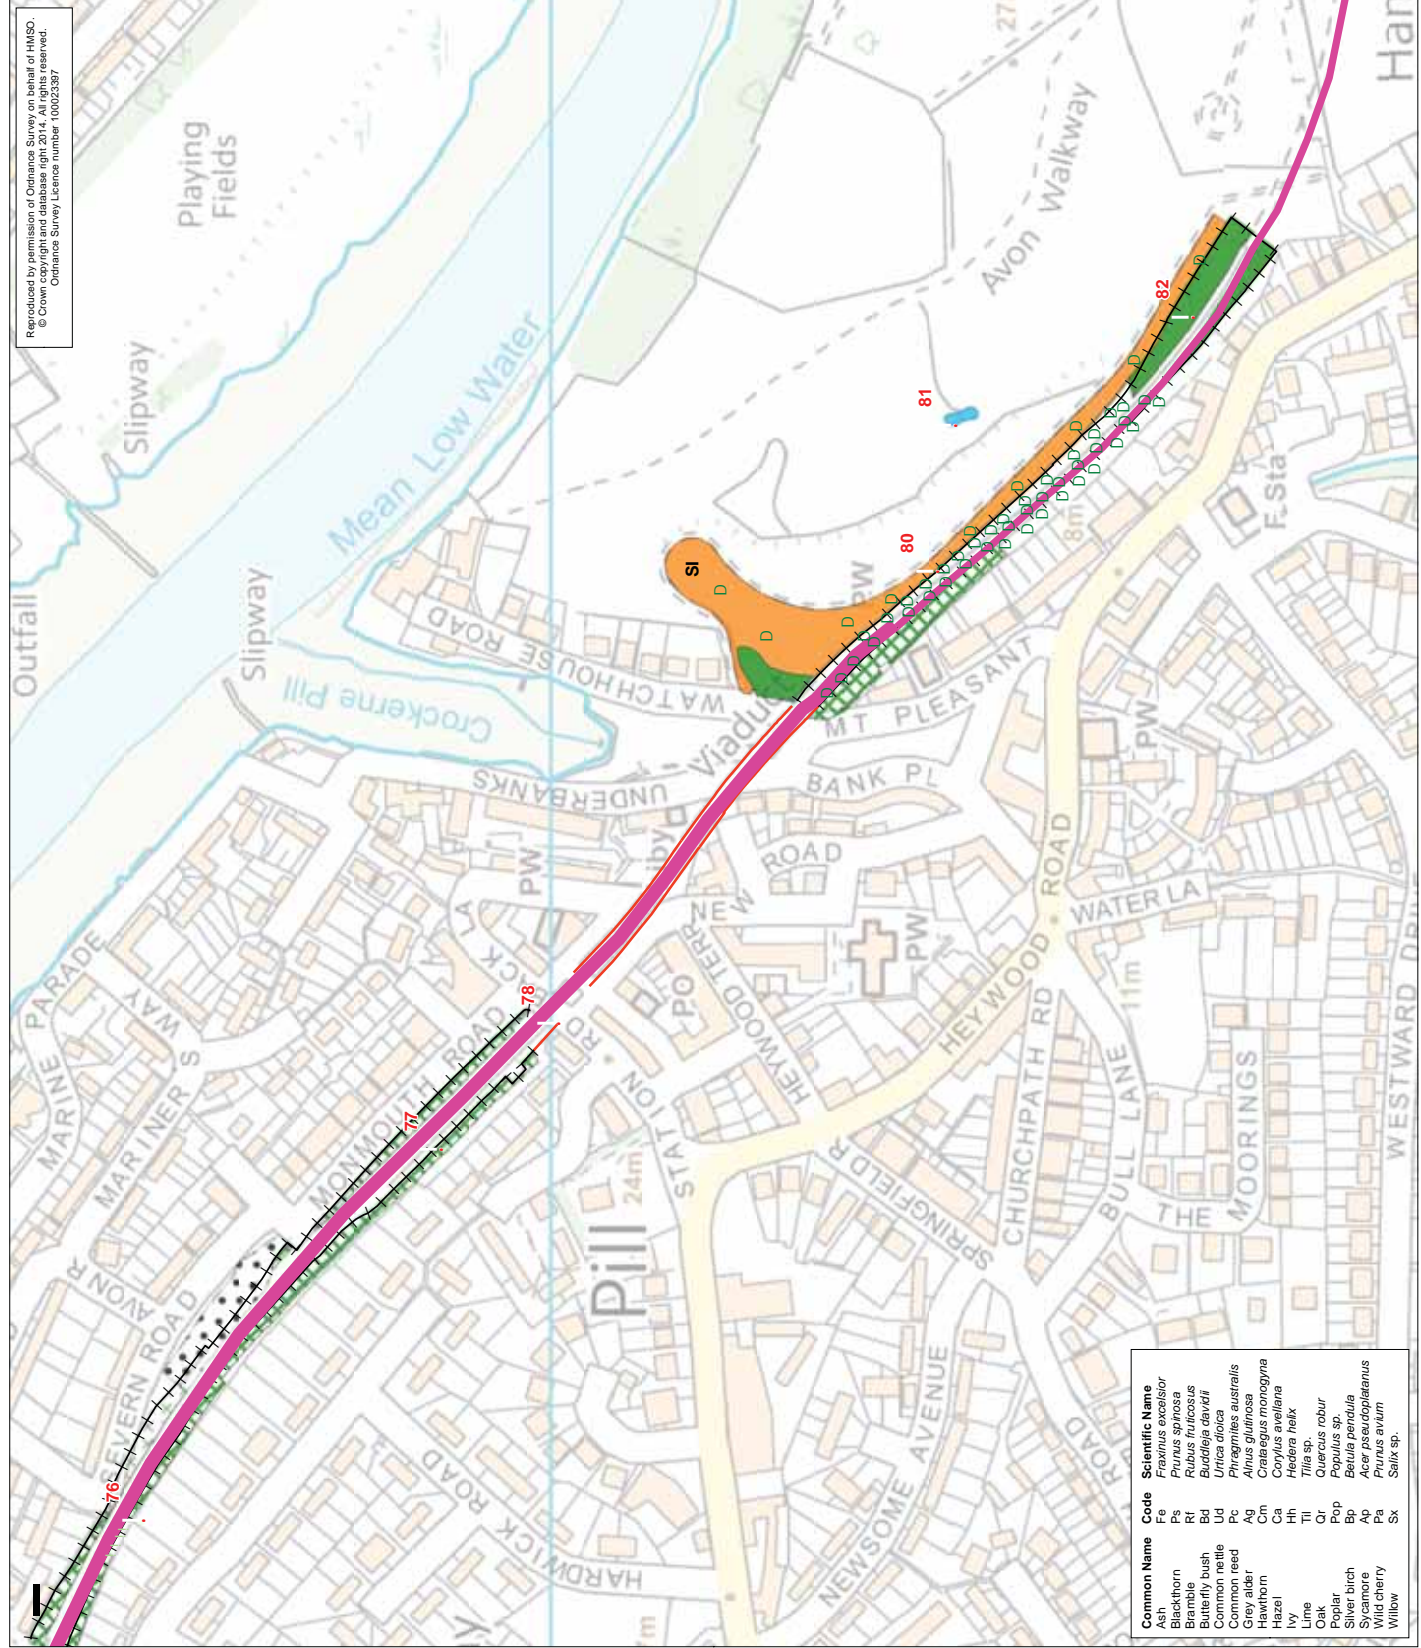 Reproduced by permission of Ordnance Survey on behalf of HMSO.
© Crown copyright and database right 2014. All rights reserved.
Ordnance Survey Licence number 100023397
Playing
Fields
Slipway
Outfall
Slipway
Mean Low Water
Crockerne Pill
Avon Walkway
27
Han
82
81
80
SI
PW
8m
F. Sta
WATCHHOUSE ROAD
Viadu
MT PLEASANT
UNDERBANKS
BANK PL
PW
ROAD
NEW
PW
PW
WATER LA
ROAD
PO
HEYWOOD TERR
78
RD
STATION
MARINE PARADE
MARINER'S WAY
MONMOUTH ROAD
77
AVON R
SEVERN ROAD
76
Pill
24m
11m
CHURCHPATH RD
BULL LANE
THE MOORINGS
WESTWARD DRI
SPRINGFIELD R
NEWSOME AVENUE
ROAD
HARDWICK ROAD
Common Name Code Scientific Name
Ash Fe Fraxinus excelsior
Blackthorn Ps Prunus spinosa
Bramble Rf Rubus fruticosus
Butterfly bush Bd Buddleja davidii
Common nettle Ud Urtica dioica
Common reed Pc Phragmites australis
Grey alder Ag Alnus glutinosa
Hawthorn Cm Crataegus monogyna
Hazel Ca Corylus avellana
Ivy Hh Hedera helix
Lime Til Tilia sp.
Oak Qr Quercus robur
Poplar Pop Populus sp.
Silver birch Bp Betula pendula
Sycamore Ap Acer pseudoplatanus
Wild cherry Pa Prunus avium
Willow Sx Salix sp.